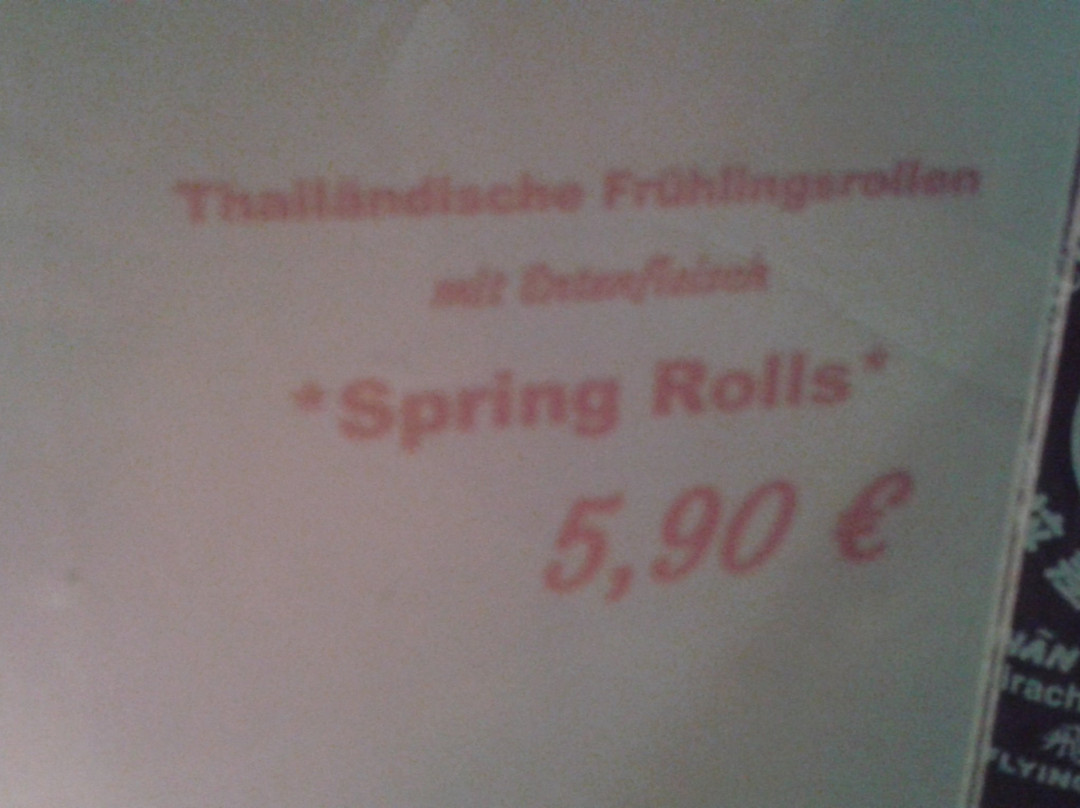 Thailändische Frühlingsrollen
mit Entenfleisch
*Spring Rolls*
5,90 €